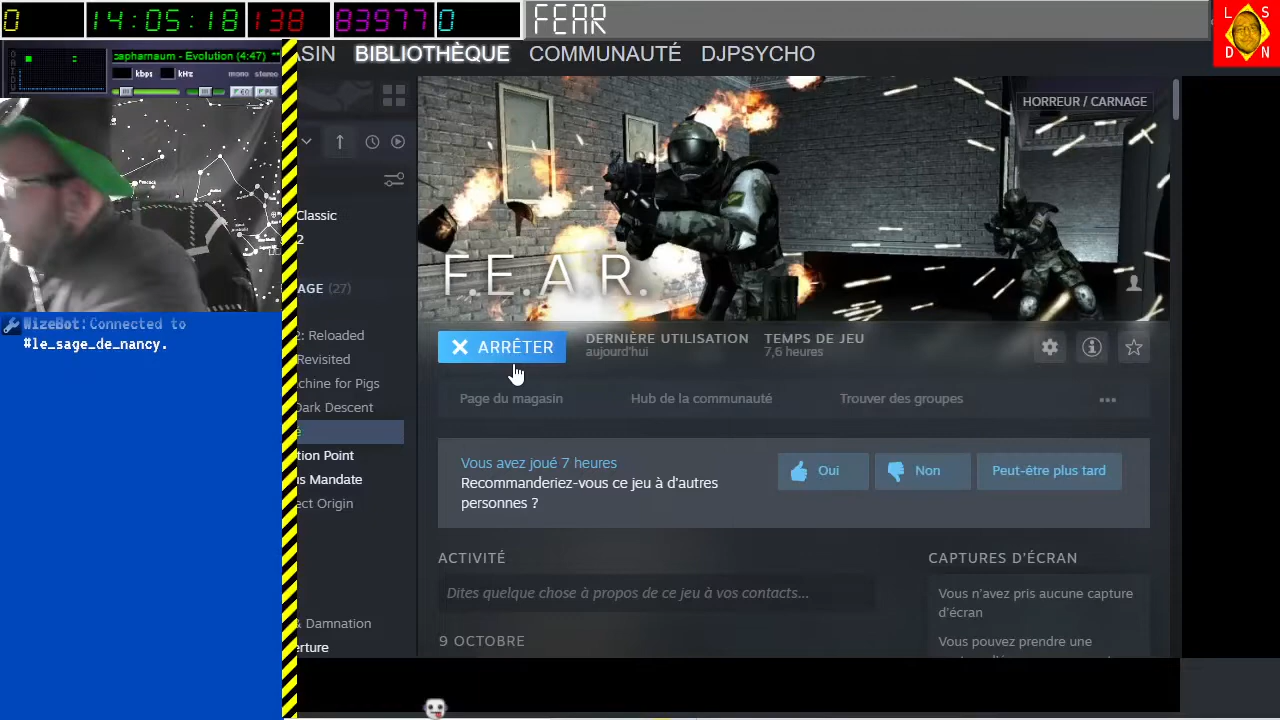 0
14:05:18
138
83977
0
FEAR
L S
D N
capharnaum - Evolution (4:47) **
kbps
kHz
mono stereo
EQ
PL
ASIN BIBLIOTHÈQUE COMMUNAUTÉ DJPSYCHO
WizeBot:Connected to
#le_sage_de_nancy.
Classic
2
AGE (27)
2: Reloaded
Revisited
chine for Pigs
Dark Descent
tion Point
us Mandate
ect Origin
& Damnation
erture
HORREUR / CARNAGE
F.E.A.R.
ARRÊTER
DERNIÈRE UTILISATION
aujourd'hui
TEMPS DE JEU
7,6 heures
Page du magasin
Hub de la communauté
Trouver des groupes
Vous avez joué 7 heures
Recommanderiez-vous ce jeu à d'autres
personnes ?
Oui
Non
Peut-être plus tard
ACTIVITÉ
Dites quelque chose à propos de ce jeu à vos contacts...
9 OCTOBRE
CAPTURES D'ÉCRAN
Vous n'avez pris aucune capture
d'écran
Vous pouvez prendre une